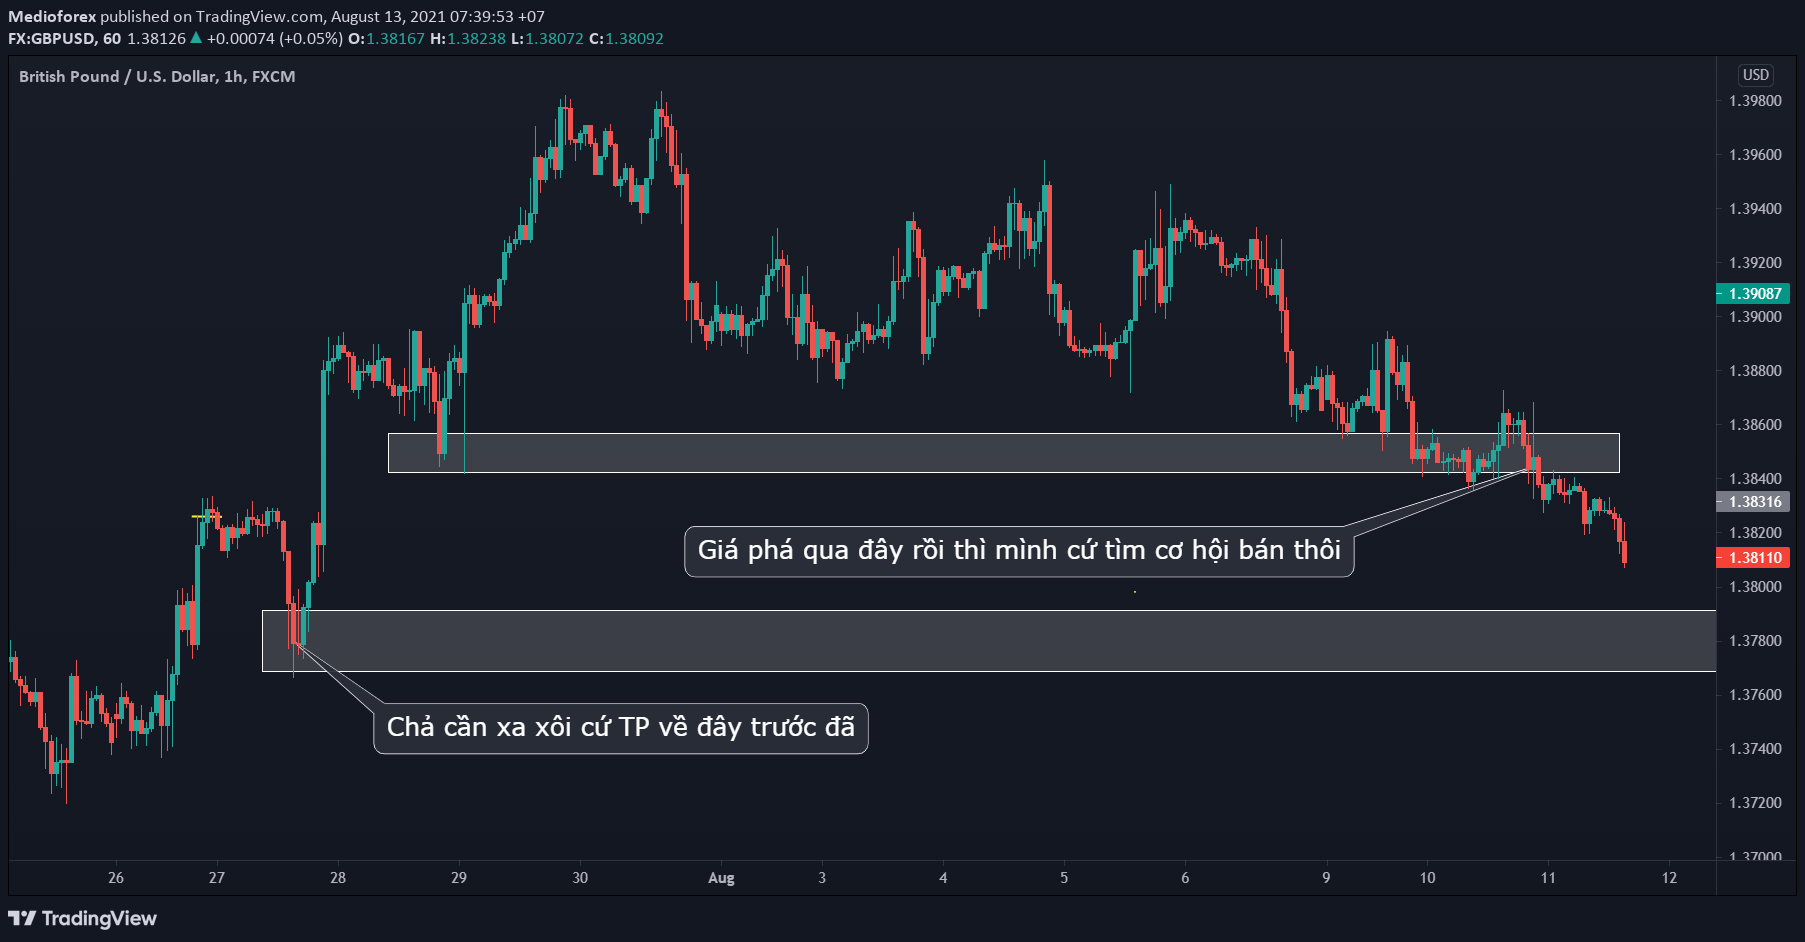 Medioforex published on TradingView.com, August 13, 2021 07:39:53 +07
FX:GBPUSD, 60 1.38126 ▲ +0.00074 (+0.05%) O:1.38167 H:1.38238 L:1.38072 C:1.38092
British Pound / U.S. Dollar, 1h, FXCM
USD
1.39800
1.39600
1.39400
1.39200
1.39087
1.39000
1.38800
1.38600
1.38400
1.38316
1.38200
1.38110
1.38000
1.37800
1.37600
1.37400
1.37200
1.37000
Giá phá qua đây rồi thì mình cứ tìm cơ hội bán thôi
Chả cần xa xôi cứ TP về đây trước đã
26 27 28 29 30 Aug 3 4 5 6 9 10 11 12
TradingView